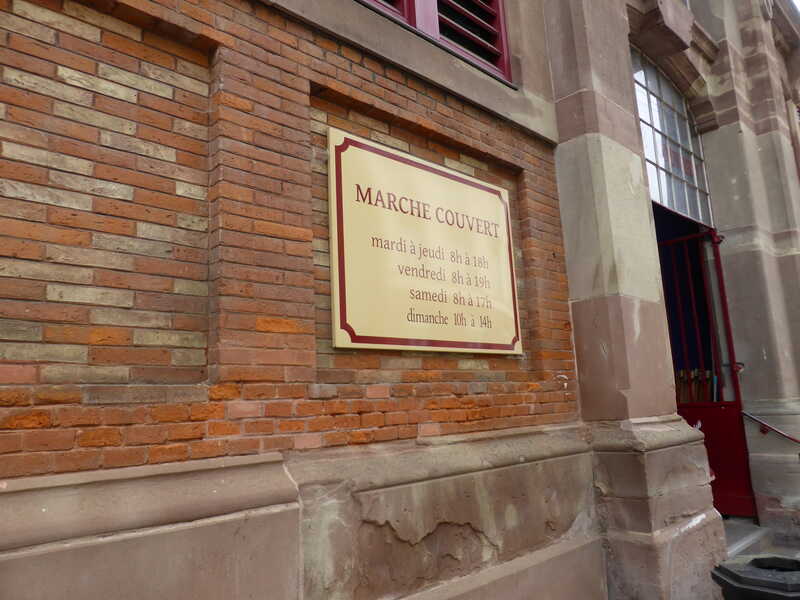 MARCHE COUVERT
mardi à jeudi 8h à 18h
vendredi 8h à 19h
samedi 8h à 17h
dimanche 10h à 14h